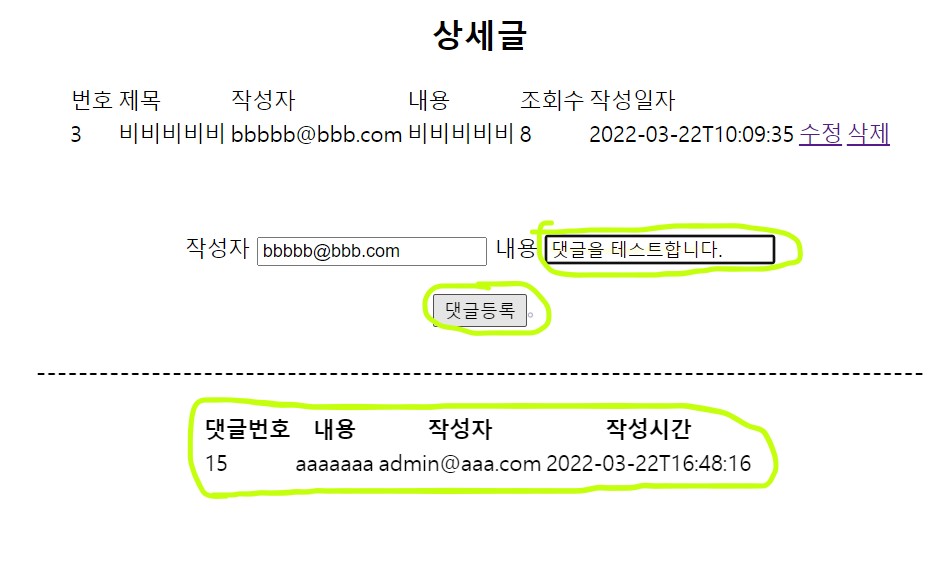 상세글
번호 제목 작성자 내용 조회수 작성일자
3 비비비비비 bbbbb@bbb.com 비비비비비 8 2022-03-22T10:09:35 수정 삭제
작성자 bbbbb@bbb.com 내용 댓글을 테스트합니다.
댓글등록
--------------------------------------------------------------------------------
댓글번호 내용 작성자 작성시간
15 aaaaaaa admin@aaa.com 2022-03-22T16:48:16